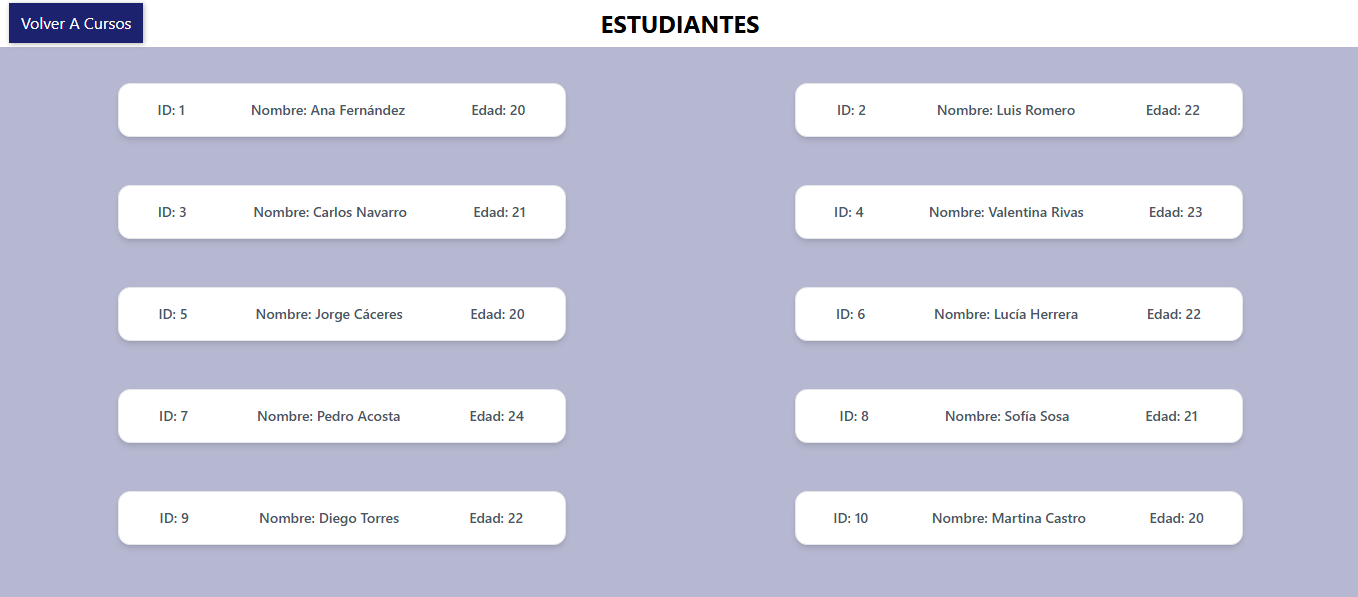 Volver A Cursos
ESTUDIANTES
ID: 1 Nombre: Ana Fernández Edad: 20
ID: 2 Nombre: Luis Romero Edad: 22
ID: 3 Nombre: Carlos Navarro Edad: 21
ID: 4 Nombre: Valentina Rivas Edad: 23
ID: 5 Nombre: Jorge Cáceres Edad: 20
ID: 6 Nombre: Lucía Herrera Edad: 22
ID: 7 Nombre: Pedro Acosta Edad: 24
ID: 8 Nombre: Sofía Sosa Edad: 21
ID: 9 Nombre: Diego Torres Edad: 22
ID: 10 Nombre: Martina Castro Edad: 20